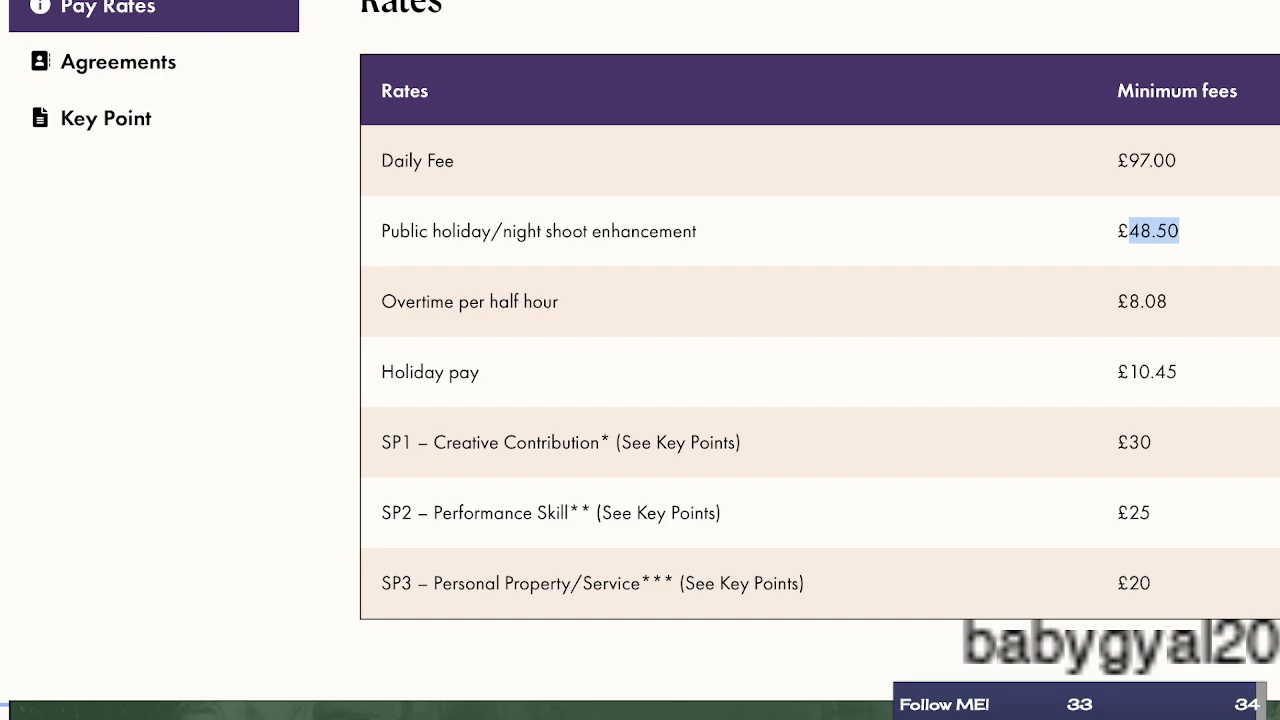 Pay Rates
Agreements
Key Point
Rates
Rates Minimum fees
Daily Fee £97.00
Public holiday/night shoot enhancement £48.50
Overtime per half hour £8.08
Holiday pay £10.45
SP1 – Creative Contribution* (See Key Points) £30
SP2 – Performance Skill** (See Key Points) £25
SP3 – Personal Property/Service*** (See Key Points) £20
babygyal20
Follow ME! 33 34